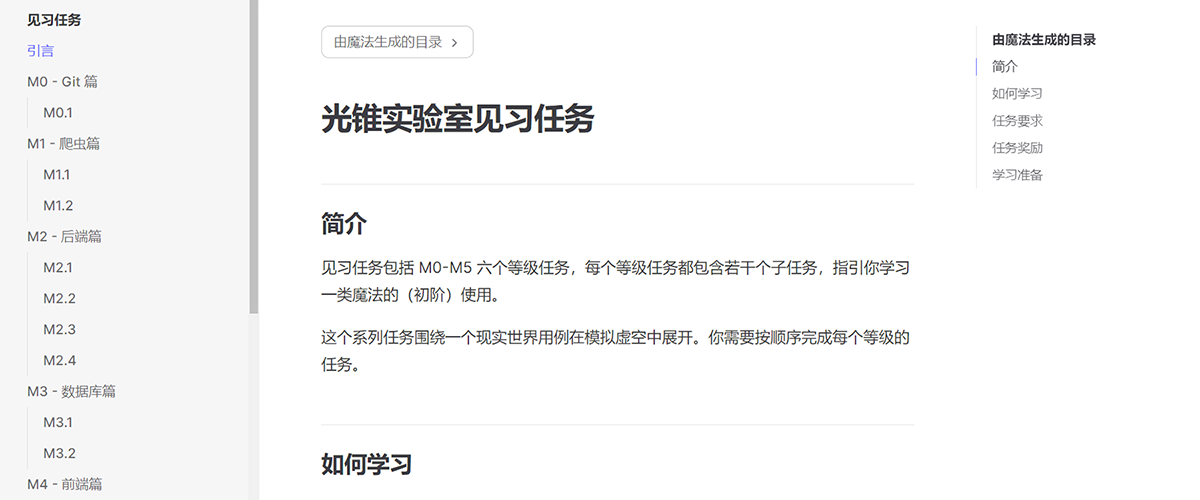 见习任务
引言
M0 - Git 篇
M0.1
M1 - 爬虫篇
M1.1
M1.2
M2 - 后端篇
M2.1
M2.2
M2.3
M2.4
M3 - 数据库篇
M3.1
M3.2
M4 - 前端篇
由魔法生成的目录 >
光锥实验室见习任务
简介
见习任务包括 M0-M5 六个等级任务，每个等级任务都包含若干个子任务，指引你学习
一类魔法的（初阶）使用。
这个系列任务围绕一个现实世界用例在模拟虚空中展开。你需要按顺序完成每个等级的
任务。
如何学习
由魔法生成的目录
简介
如何学习
任务要求
任务奖励
学习准备